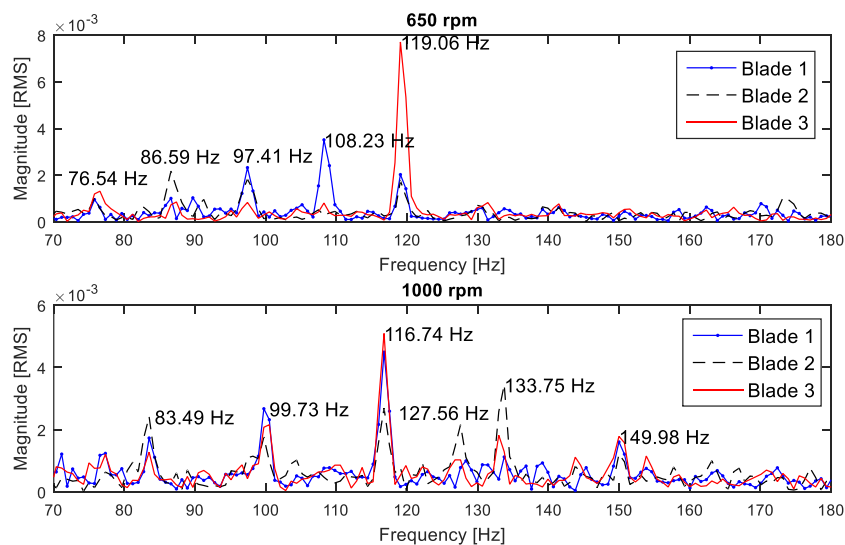 650 rpm
×10-3
8
6
4
2
0
Magnitude [RMS]
119.06 Hz
108.23 Hz
97.41 Hz
86.59 Hz
76.54 Hz
Blade 1
Blade 2
Blade 3
70 80 90 100 110 120 130 140 150 160 170 180
Frequency [Hz]
1000 rpm
×10-3
6
4
2
0
Magnitude [RMS]
116.74 Hz
133.75 Hz
127.56 Hz
99.73 Hz
83.49 Hz
149.98 Hz
Blade 1
Blade 2
Blade 3
70 80 90 100 110 120 130 140 150 160 170 180
Frequency [Hz]